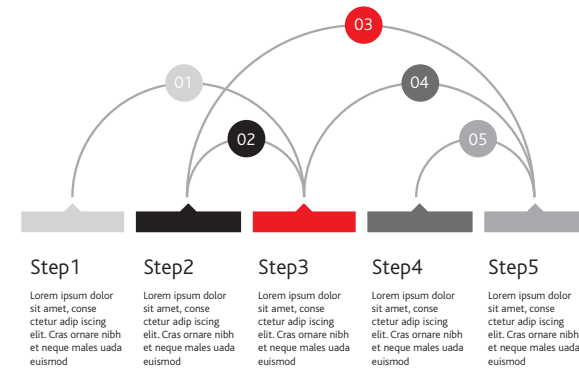 03
01
04
02
05
Step1
Lorem ipsum dolor
sit amet, conse
ctetur adip iscing
elit. Cras ornare nibh
et neque males uada
euismod
Step2
Lorem ipsum dolor
sit amet, conse
ctetur adip iscing
elit. Cras ornare nibh
et neque males uada
euismod
Step3
Lorem ipsum dolor
sit amet, conse
ctetur adip iscing
elit. Cras ornare nibh
et neque males uada
euismod
Step4
Lorem ipsum dolor
sit amet, conse
ctetur adip iscing
elit. Cras ornare nibh
et neque males uada
euismod
Step5
Lorem ipsum dolor
sit amet, conse
ctetur adip iscing
elit. Cras ornare nibh
et neque males uada
euismod